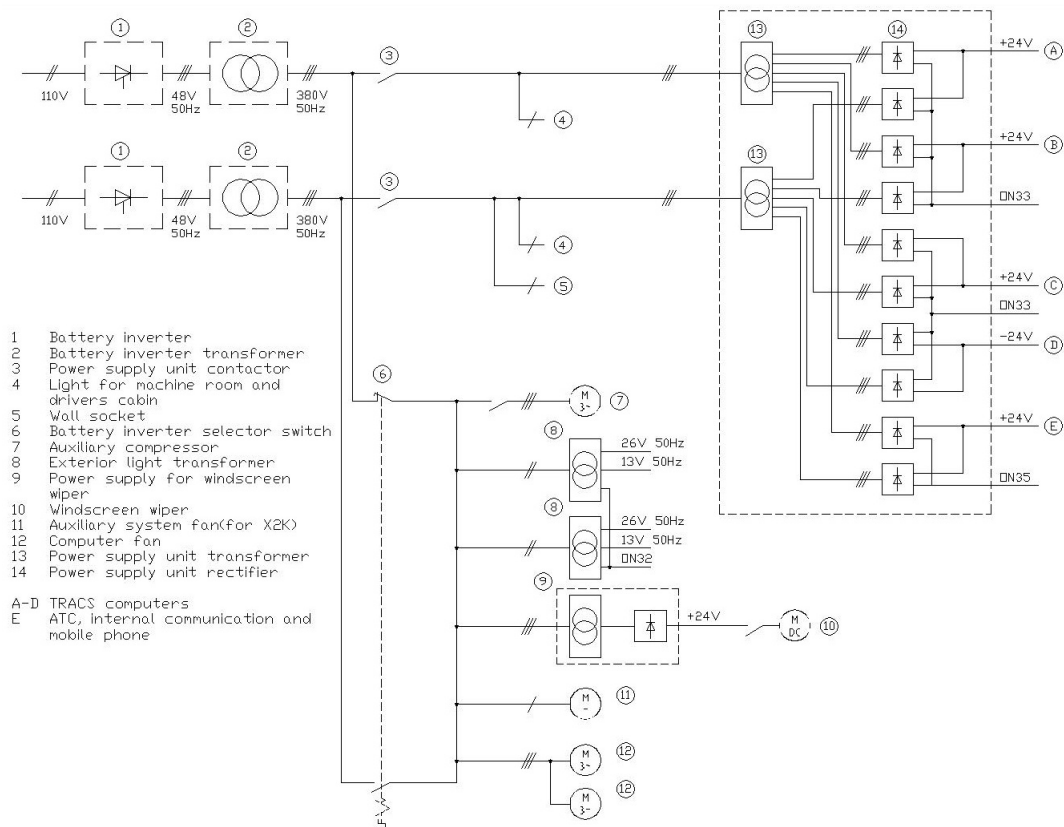 1 2 13 14
+24V A
3
110V 48V 50Hz 380V 50Hz
4
1 2 13
+24V B
3
0N33
110V 48V 50Hz 380V 50Hz
4
5
+24V C
0N33
-24V D
1 Battery inverter
2 Battery inverter transformer
3 Power supply unit contactor
4 Light for machine room and
drivers cabin
5 Wall socket
6 Battery inverter selector switch
7 Auxiliary compressor
8 Exterior light transformer
9 Power supply for windscreen
wiper
10 Windscreen wiper
11 Auxiliary system fan(for X2K)
12 Computer fan
13 Power supply unit transformer
14 Power supply unit rectifier
A-D TRACS computers
E ATC, internal communication and
mobile phone
6
M 3~ 7
+24V E
8
26V 50Hz
13V 50Hz
0N35
8
26V 50Hz
13V 50Hz
0N32
9
+24V M DC 10
M ~ 11
M 3~ 12
M 3~ 12